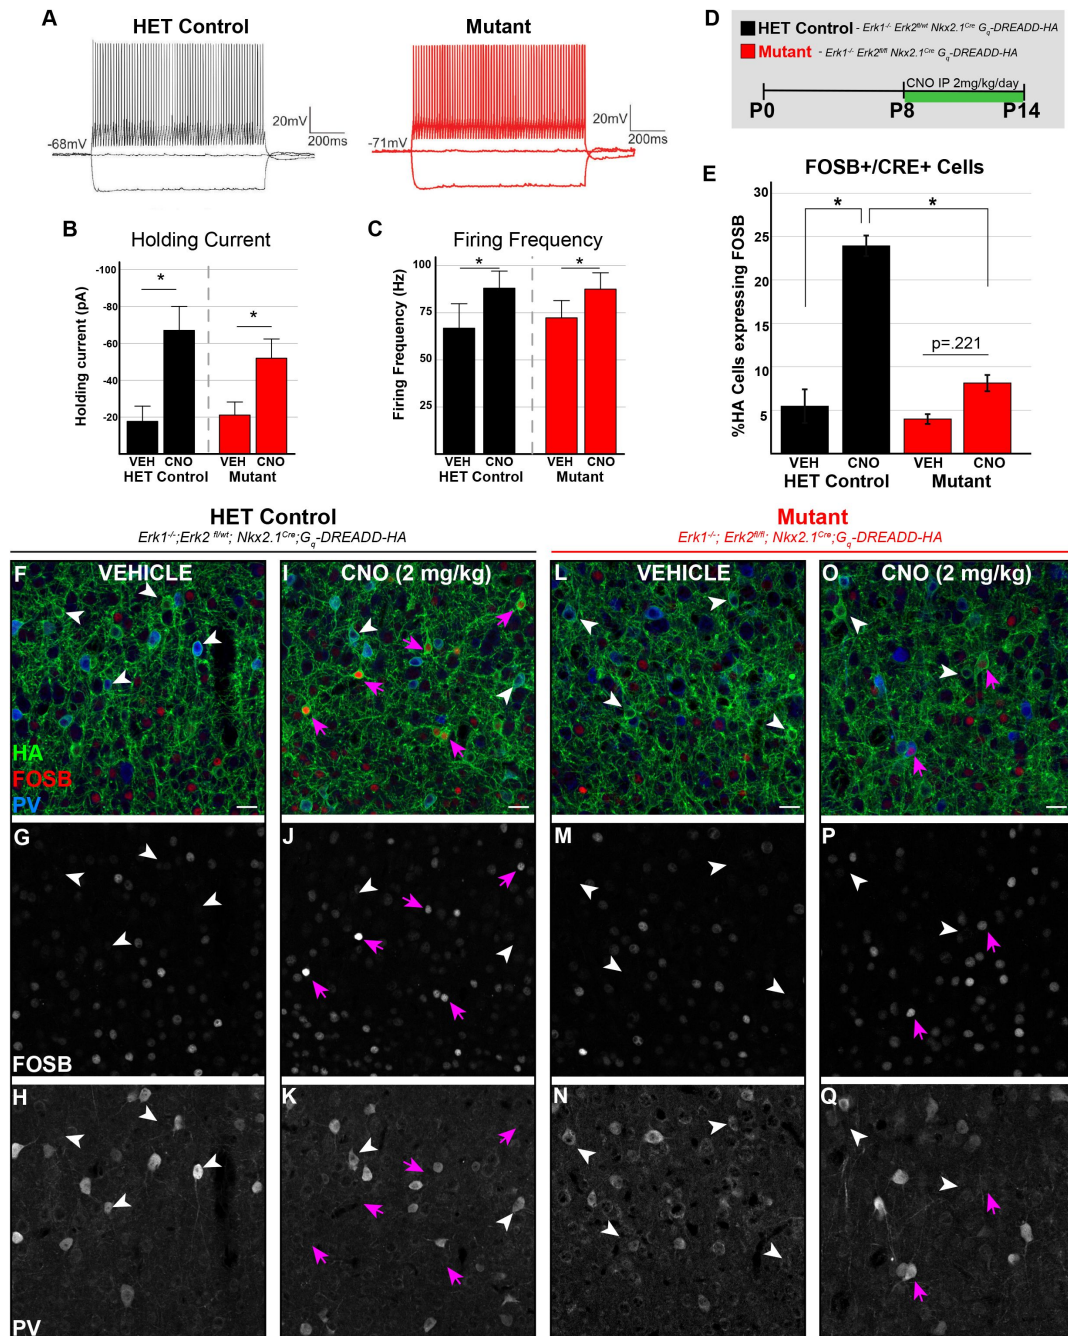 A
HET Control
Mutant
-68mV
20mV
200ms
-71mV
20mV
200ms
B
Holding Current
Holding current (pA)
-100
-80
-60
-40
-20
*
*
VEH CNO VEH CNO
HET Control Mutant
C
Firing Frequency
Firing Frequency (Hz)
100
75
50
25
*
*
VEH CNO VEH CNO
HET Control Mutant
D
HET Control - Erk1-/- Erk2fl/wt Nkx2.1Cre Gq-DREADD-HA
Mutant - Erk1-/- Erk2fl/fl Nkx2.1Cre Gq-DREADD-HA
CNO IP 2mg/kg/day
P0 P8 P14
E
FOSB+/CRE+ Cells
%HA Cells expressing FOSB
30
25
20
15
10
5
*
*
p=.221
VEH CNO VEH CNO
HET Control Mutant
HET Control
Erk1-/-;Erk2 fl/wt; Nkx2.1Cre;Gq-DREADD-HA
Mutant
Erk1-/-; Erk2fl/fl; Nkx2.1Cre;Gq-DREADD-HA
F VEHICLE
HA
FOSB
PV
I CNO (2 mg/kg)
L VEHICLE
O CNO (2 mg/kg)
G
FOSB
J
M
P
H
PV
K
N
Q